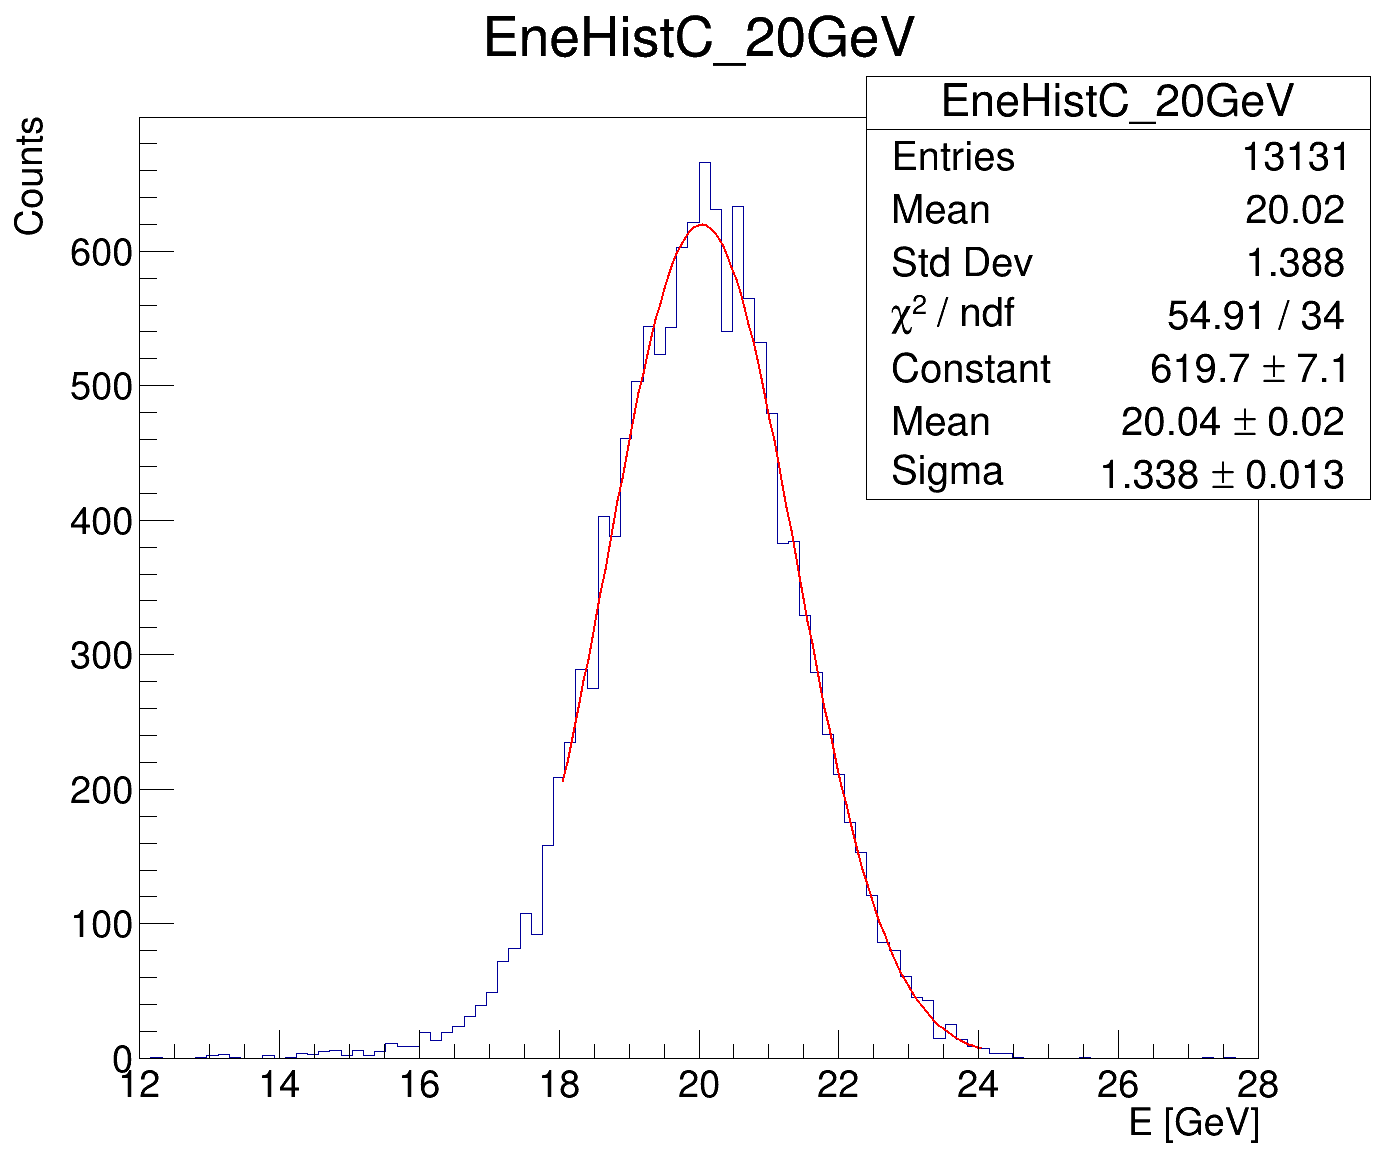 EneHistC_20GeV
EneHistC_20GeV
Entries 13131
Mean 20.02
Std Dev 1.388
χ² / ndf 54.91 / 34
Constant 619.7 ± 7.1
Mean 20.04 ± 0.02
Sigma 1.338 ± 0.013
Counts
600
500
400
300
200
100
0
12 14 16 18 20 22 24 26 28
E [GeV]